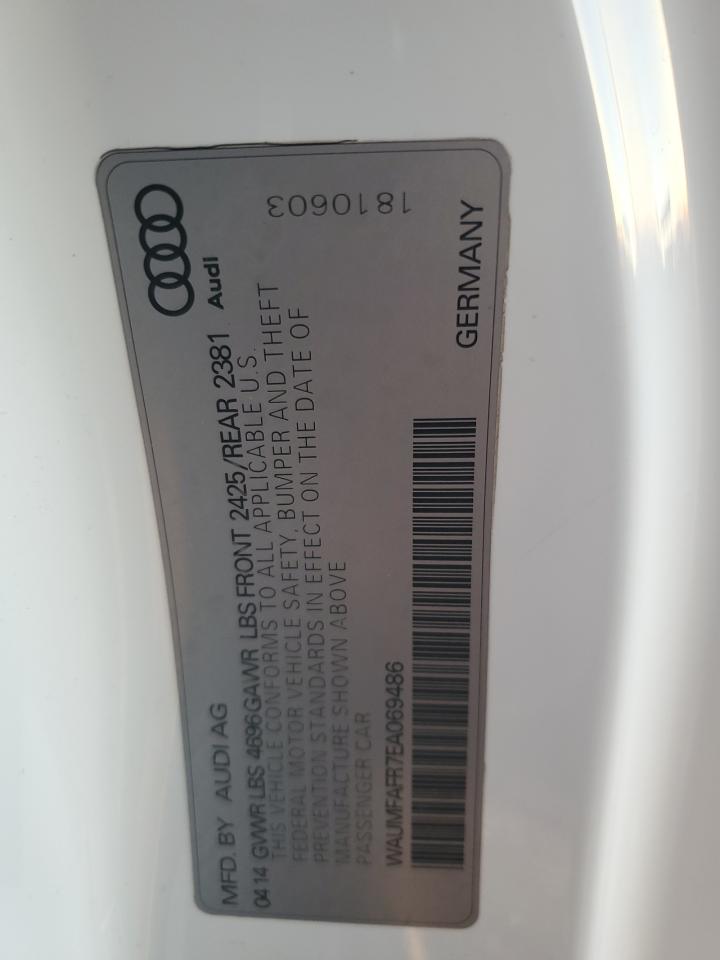 MFD. BY AUDI AG
Audi
04 14 GVWR LBS 4696 GAWR LBS FRONT 2425/REAR 2381
THIS VEHICLE CONFORMS TO ALL APPLICABLE U.S.
FEDERAL MOTOR VEHICLE SAFETY, BUMPER AND THEFT
PREVENTION STANDARDS IN EFFECT ON THE DATE OF
MANUFACTURE SHOWN ABOVE
PASSENGER CAR
WAUMFAFR7EA069486
GERMANY
1810603